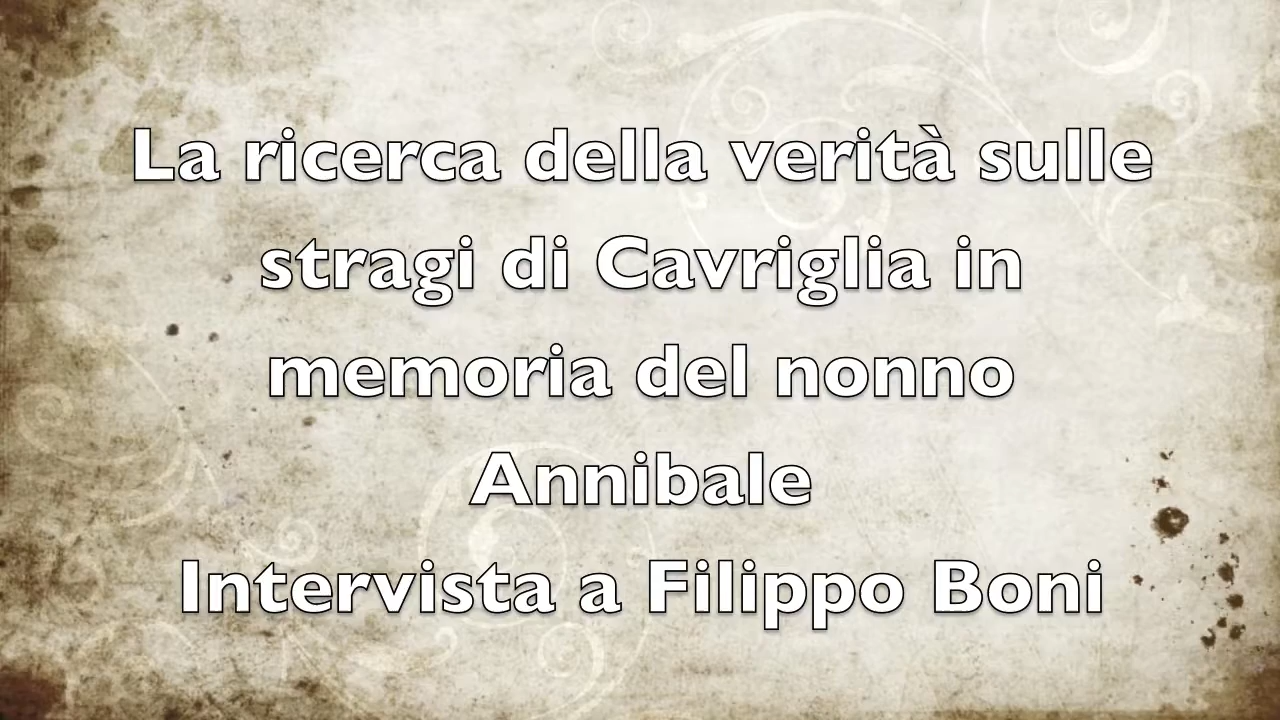 La ricerca della verità sulle
stragi di Cavriglia in
memoria del nonno
Annibale
Intervista a Filippo Boni